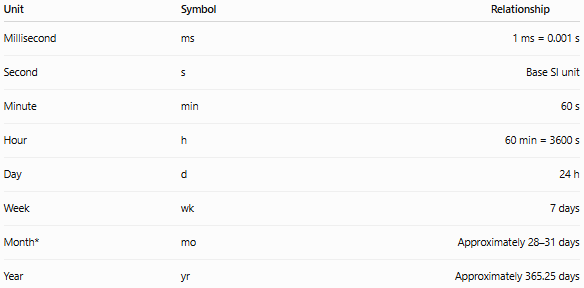 Unit Symbol Relationship
Millisecond ms 1 ms = 0.001 s
Second s Base SI unit
Minute min 60 s
Hour h 60 min = 3600 s
Day d 24 h
Week wk 7 days
Month* mo Approximately 28–31 days
Year yr Approximately 365.25 days